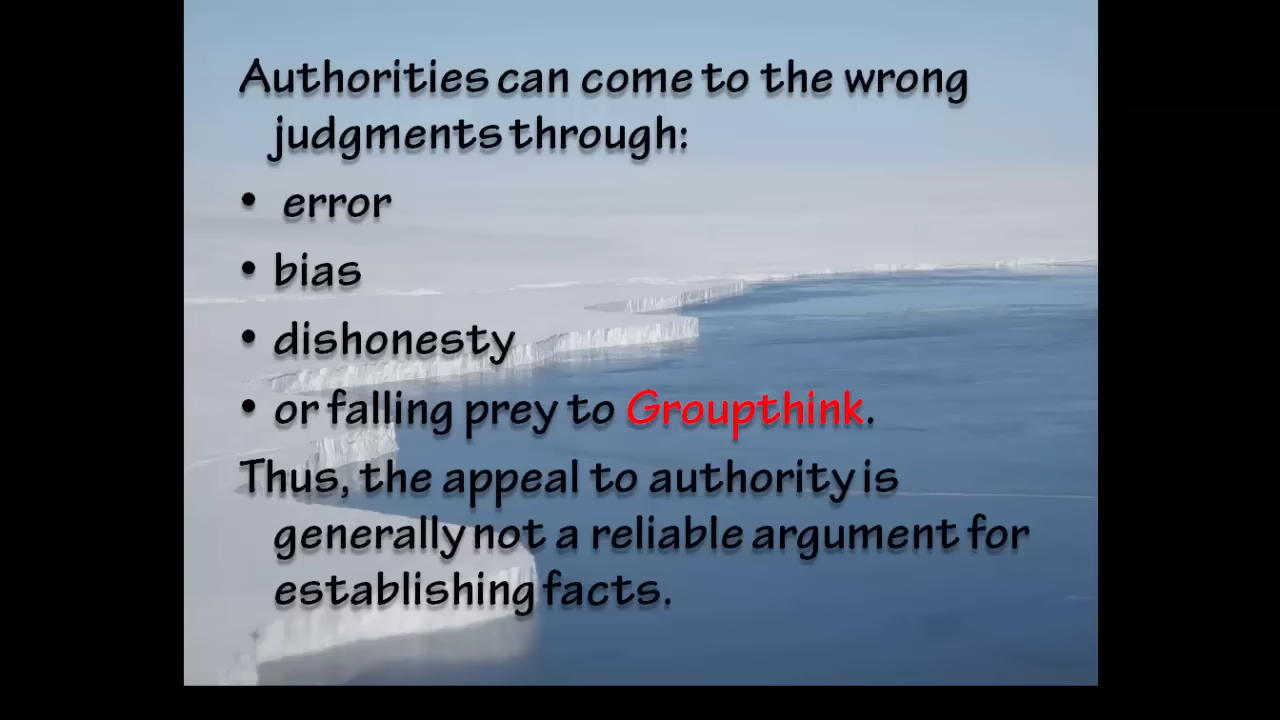 Authorities can come to the wrong
judgments through:
• error
• bias
• dishonesty
• or falling prey to Groupthink.
Thus, the appeal to authority is
generally not a reliable argument for
establishing facts.